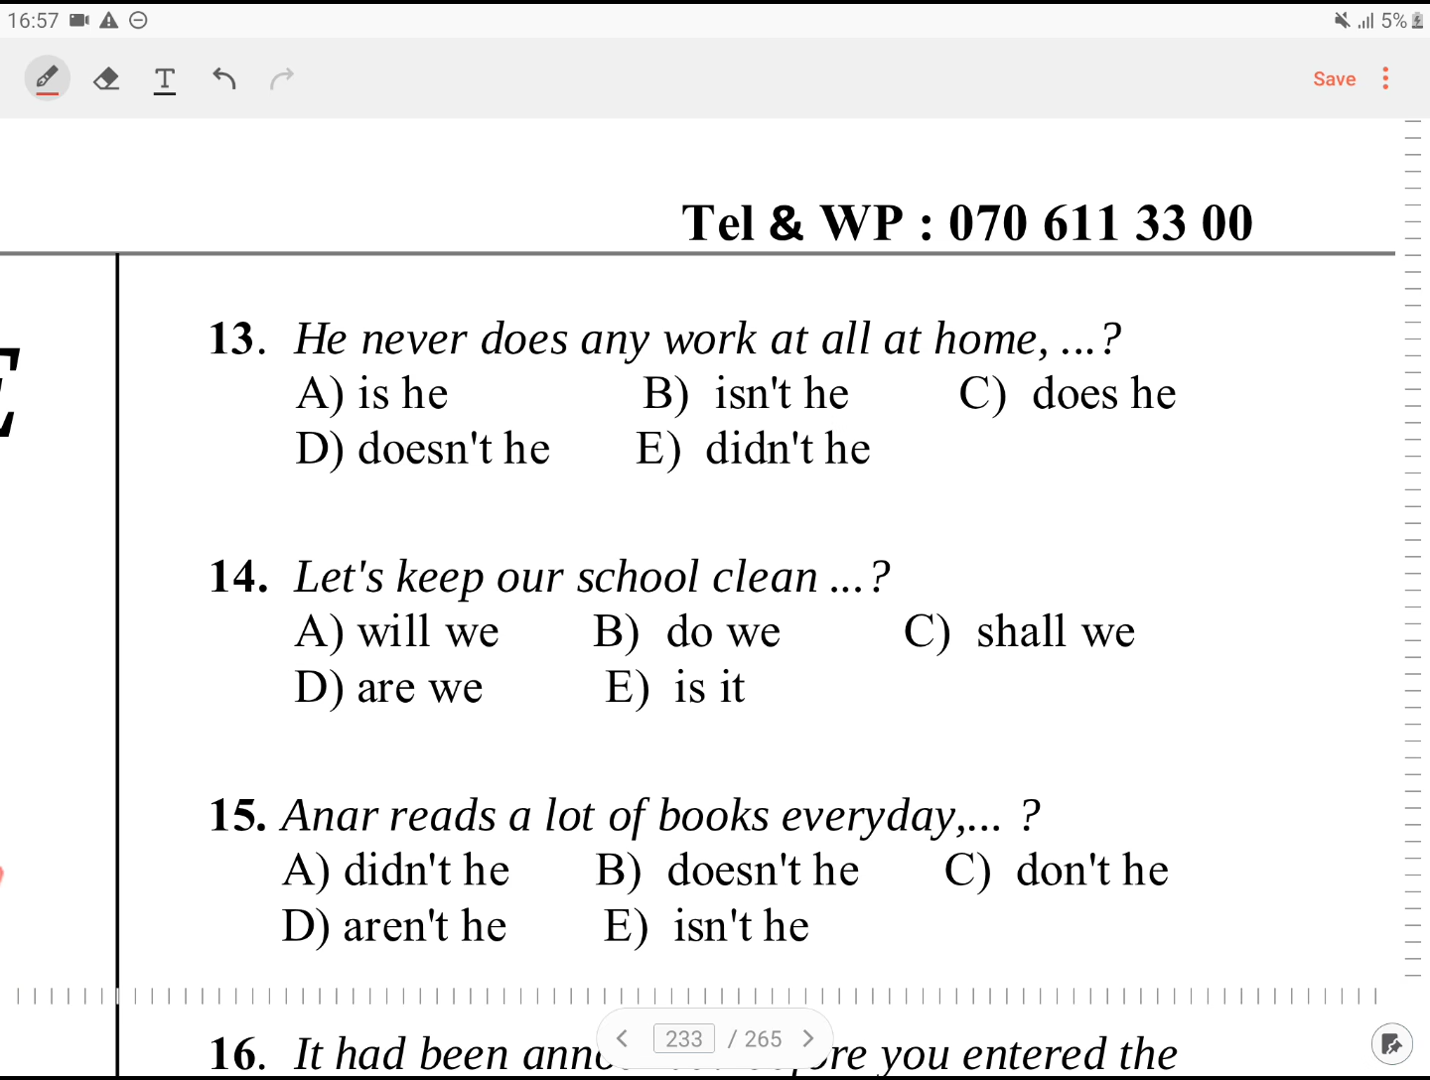 16:57 5%
T Save
Tel & WP : 070 611 33 00
E
13. He never does any work at all at home, ...?
A) is he B) isn't he C) does he
D) doesn't he E) didn't he
14. Let's keep our school clean ...?
A) will we B) do we C) shall we
D) are we E) is it
15. Anar reads a lot of books everyday,... ?
A) didn't he B) doesn't he C) don't he
D) aren't he E) isn't he
233 / 265
16. It had been you entered the